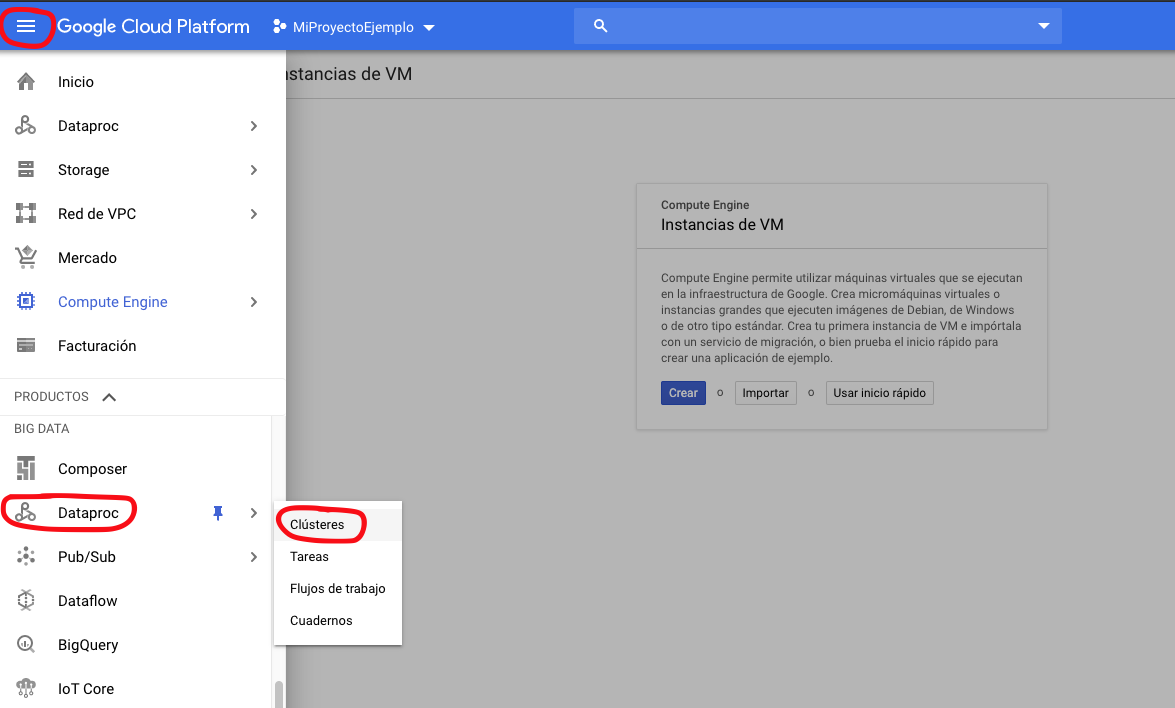 Google Cloud Platform
MiProyectoEjemplo
Inicio
Dataproc
Storage
Red de VPC
Mercado
Compute Engine
Facturación
PRODUCTOS
BIG DATA
Composer
Dataproc
Pub/Sub
Dataflow
BigQuery
IoT Core
Clústeres
Tareas
Flujos de trabajo
Cuadernos
nstancias de VM
Compute Engine
Instancias de VM
Compute Engine permite utilizar máquinas virtuales que se ejecutan
en la infraestructura de Google. Crea micromáquinas virtuales o
instancias grandes que ejecuten imágenes de Debian, de Windows
o de otro tipo estándar. Crea tu primera instancia de VM e impórtala
con un servicio de migración, o bien prueba el inicio rápido para
crear una aplicación de ejemplo.
Crear o Importar o Usar inicio rápido